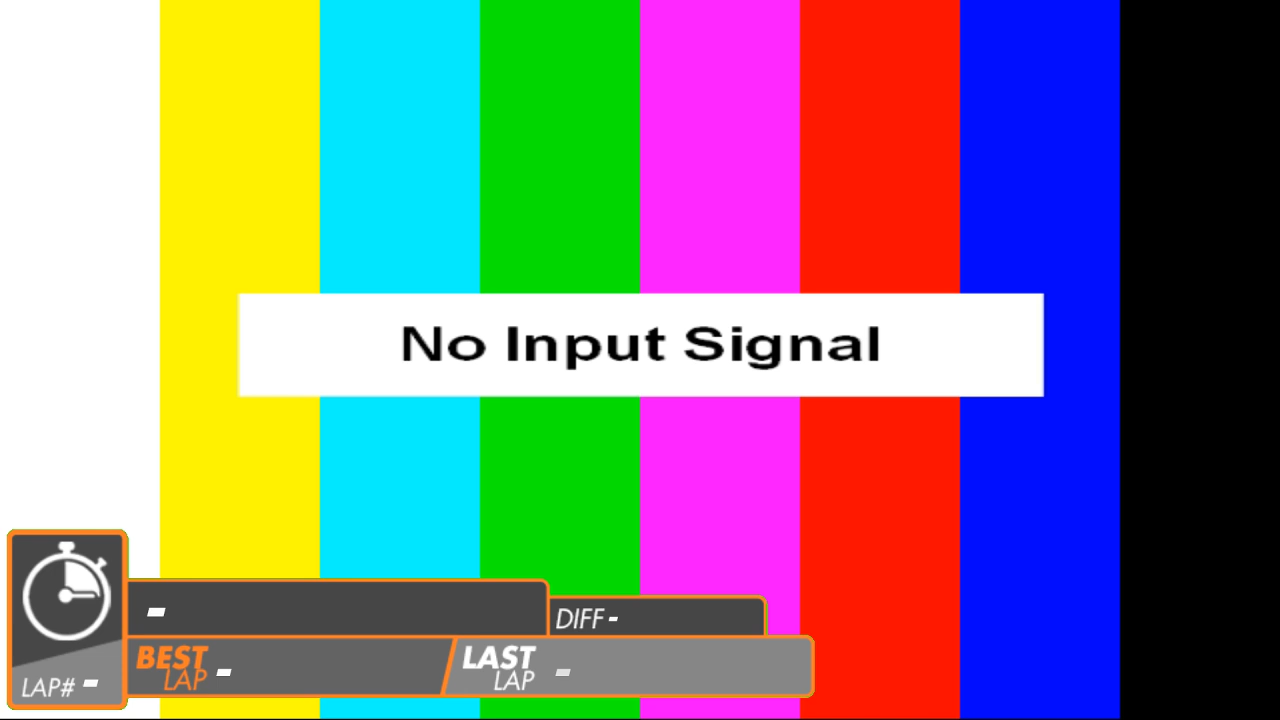 No Input Signal
-
DIFF -
LAP# -
BEST LAP -
LAST LAP -